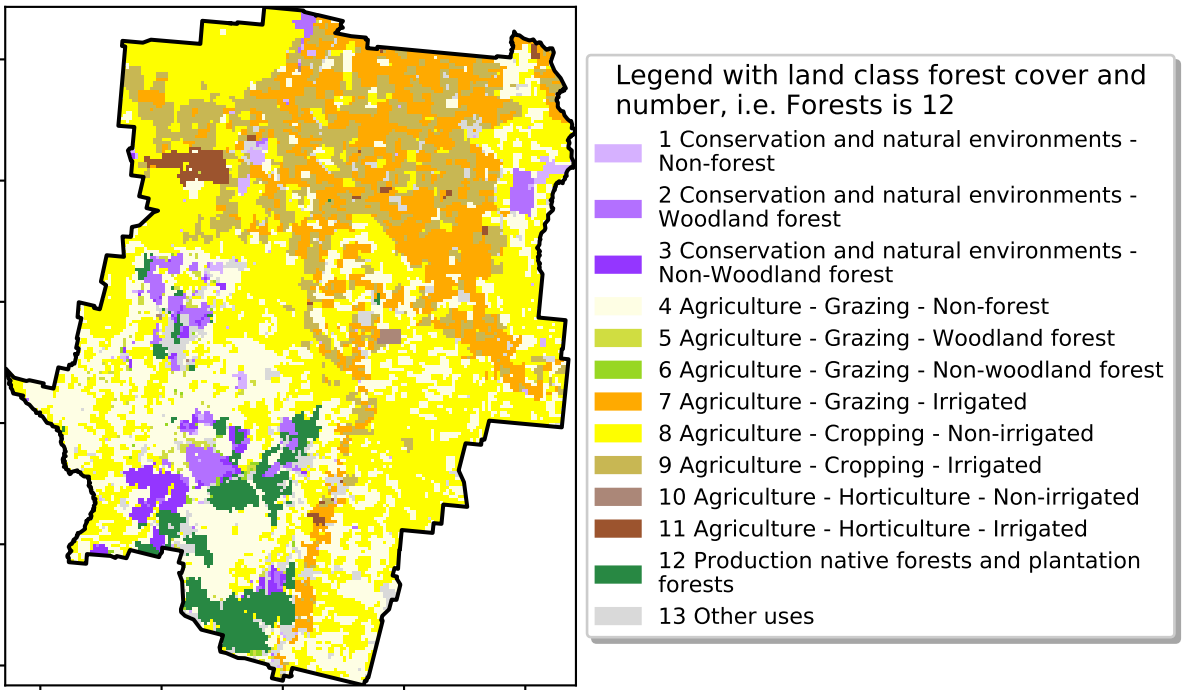 Legend with land class forest cover and
number, i.e. Forests is 12
1 Conservation and natural environments -
Non-forest
2 Conservation and natural environments -
Woodland forest
3 Conservation and natural environments -
Non-Woodland forest
4 Agriculture - Grazing - Non-forest
5 Agriculture - Grazing - Woodland forest
6 Agriculture - Grazing - Non-woodland forest
7 Agriculture - Grazing - Irrigated
8 Agriculture - Cropping - Non-irrigated
9 Agriculture - Cropping - Irrigated
10 Agriculture - Horticulture - Non-irrigated
11 Agriculture - Horticulture - Irrigated
12 Production native forests and plantation
forests
13 Other uses